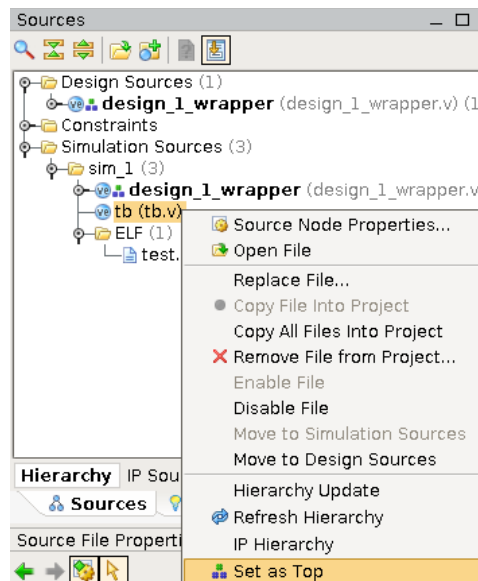 Sources
Design Sources (1)
design_1_wrapper (design_1_wrapper.v) (1
Constraints
Simulation Sources (3)
sim_1 (3)
design_1_wrapper (design_1_wrapper.v
tb (tb.v)
ELF (1)
test.
Source Node Properties...
Open File
Replace File...
Copy File Into Project
Copy All Files Into Project
Remove File from Project...
Enable File
Disable File
Move to Simulation Sources
Move to Design Sources
Hierarchy Update
Refresh Hierarchy
IP Hierarchy
Set as Top
Hierarchy IP Sou
Sources
Source File Properti